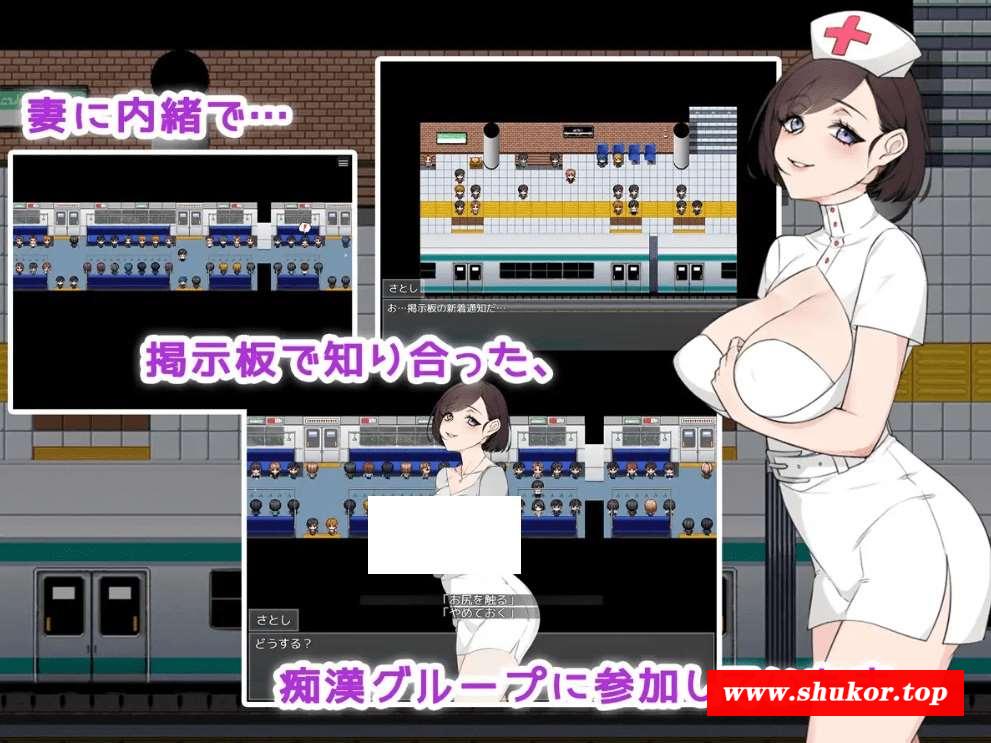 妻に内緒で…
さとし
お…掲示板の新着通知だ…
掲示板で知り合った、
「お尻を触る」
「やめておく」
さとし
どうする？
痴漢グループに参加し
www.shukor.top